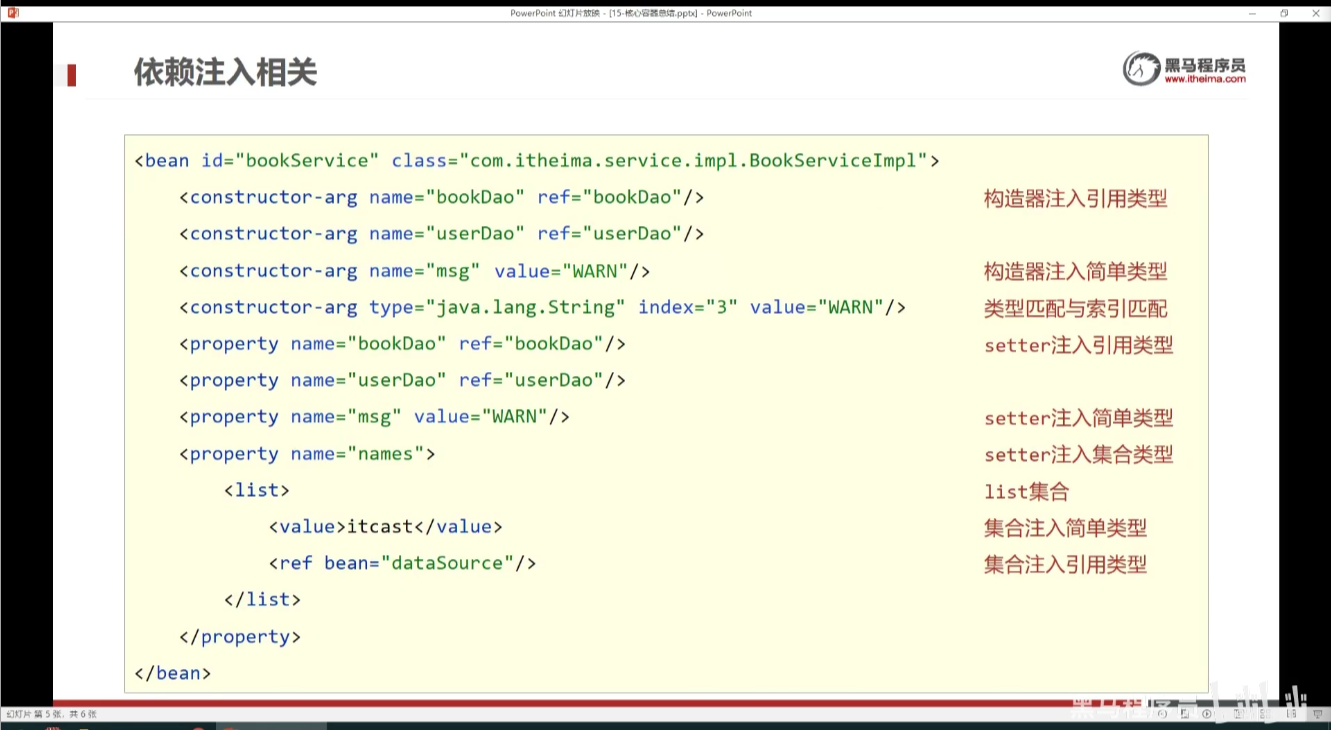 PowerPoint 幻灯片放映 - [15-核心容器总结.pptx] - PowerPoint
依赖注入相关
黑马程序员
www.itheima.com
<bean id="bookService" class="com.itheima.service.impl.BookServiceImpl">
<constructor-arg name="bookDao" ref="bookDao"/> 构造器注入引用类型
<constructor-arg name="userDao" ref="userDao"/>
<constructor-arg name="msg" value="WARN"/> 构造器注入简单类型
<constructor-arg type="java.lang.String" index="3" value="WARN"/> 类型匹配与索引匹配
<property name="bookDao" ref="bookDao"/> setter注入引用类型
<property name="userDao" ref="userDao"/>
<property name="msg" value="WARN"/> setter注入简单类型
<property name="names"> setter注入集合类型
<list> list集合
<value>itcast</value> 集合注入简单类型
<ref bean="dataSource"/> 集合注入引用类型
</list>
</property>
</bean>
幻灯片 第 5 张，共 6 张
黑马程序员